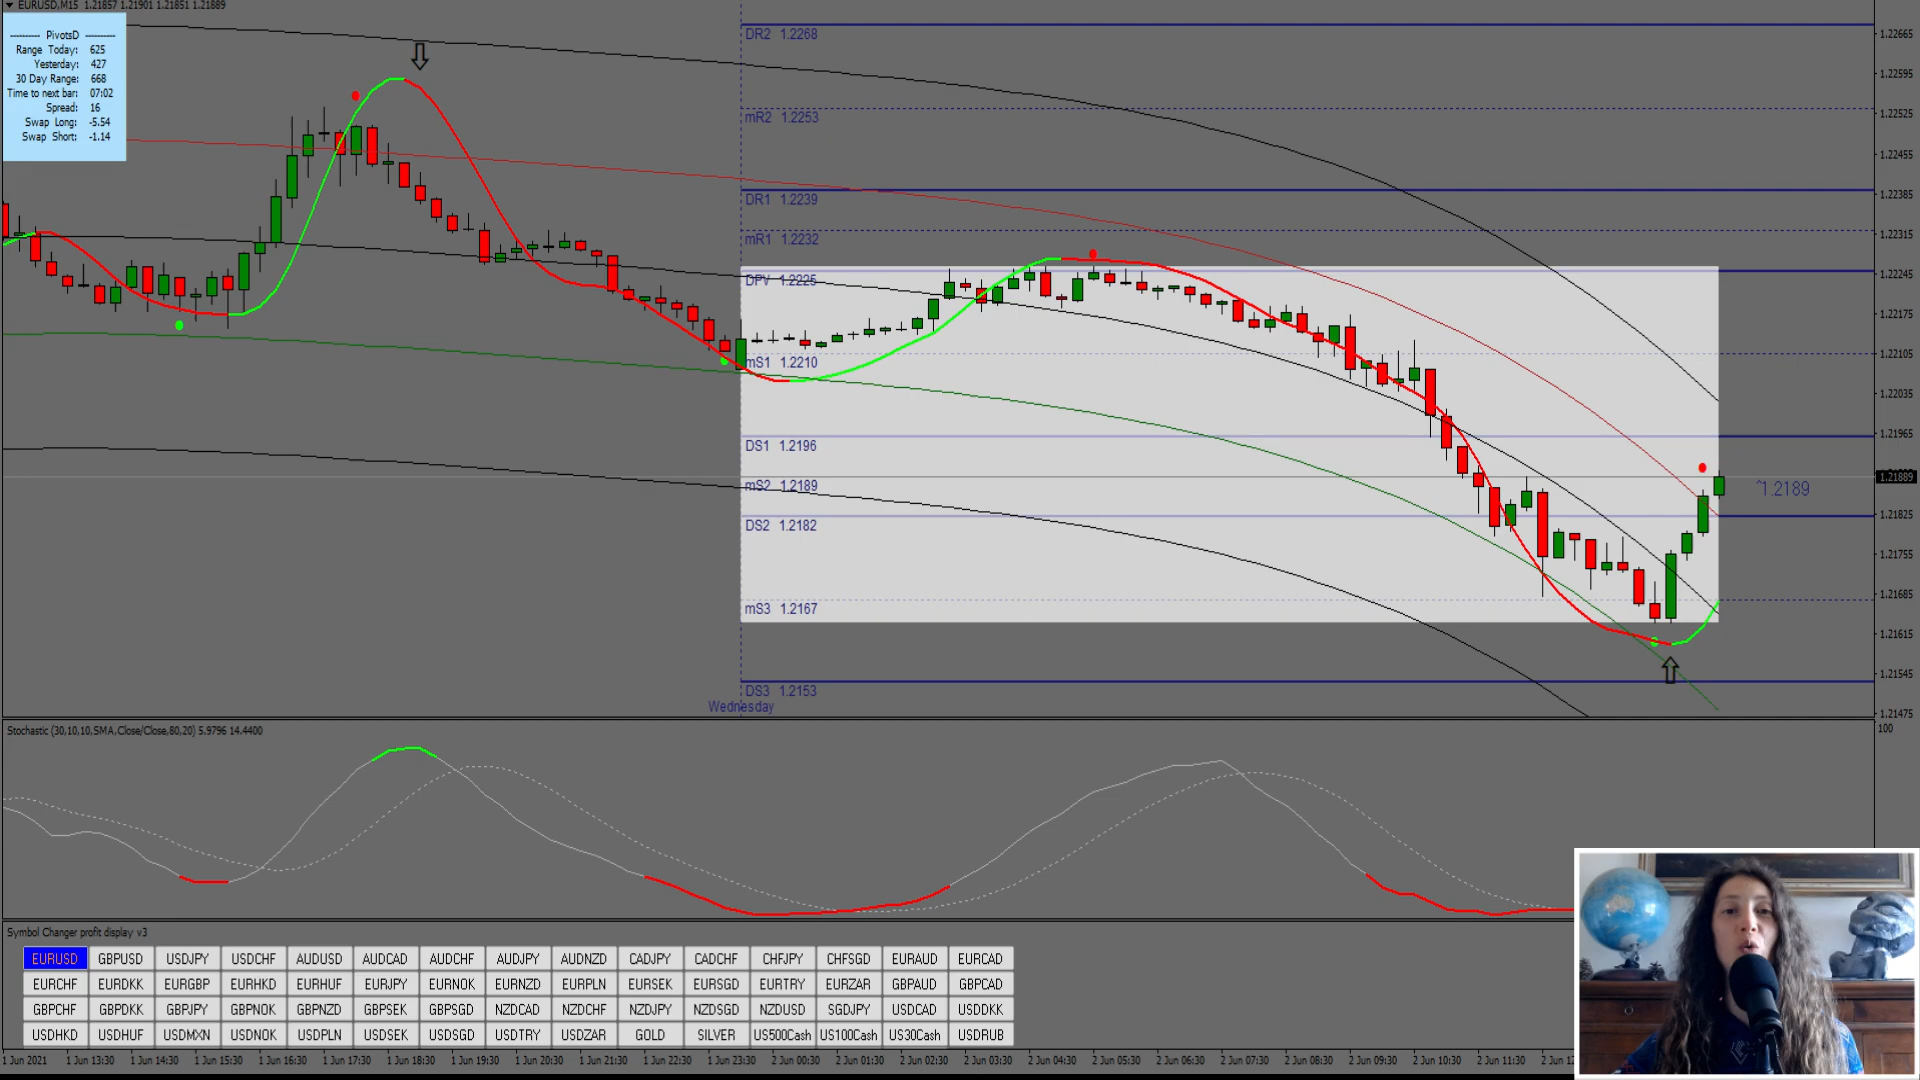 EURUSD,M15 1.21857 1.21901 1.21851 1.21889
---------- PivotsD ----------
Range Today: 625
Yesterday: 427
30 Day Range: 668
Time to next bar: 07:02
Spread: 16
Swap Long: -5.54
Swap Short: -1.14
DR2 1.2268
mR2 1.2253
DR1 1.2239
mR1 1.2232
DPV 1.2225
mS1 1.2210
DS1 1.2196
mS2 1.2189
DS2 1.2182
mS3 1.2167
DS3 1.2153
Wednesday
^1.2189
1.22665
1.22595
1.22525
1.22455
1.22385
1.22315
1.22245
1.22175
1.22105
1.22035
1.21965
1.21889
1.21825
1.21755
1.21685
1.21615
1.21545
1.21475
Stochastic (30,10,10,SMA,Close/Close,80,20) 5.9796 14.4400
100
Symbol Changer profit display v3
EURUSD GBPUSD USDJPY USDCHF AUDUSD AUDCAD AUDCHF AUDJPY AUDNZD CADJPY CADCHF CHFJPY CHFSGD EURAUD EURCAD
EURCHF EURDKK EURGBP EURHKD EURHUF EURJPY EURNOK EURNZD EURPLN EURSEK EURSGD EURTRY EURZAR GBPAUD GBPCAD
GBPCHF GBPDKK GBPJPY GBPNOK GBPNZD GBPSEK GBPSGD NZDCAD NZDCHF NZDJPY NZDSGD NZDUSD SGDJPY USDCAD USDDKK
USDHKD USDHUF USDMXN USDNOK USDPLN USDSEK USDSGD USDTRY USDZAR GOLD SILVER US500Cash US100Cash US30Cash USDRUB
1 Jun 2021 1 Jun 13:30 1 Jun 14:30 1 Jun 15:30 1 Jun 16:30 1 Jun 17:30 1 Jun 18:30 1 Jun 19:30 1 Jun 20:30 1 Jun 21:30 1 Jun 22:30 1 Jun 23:30 2 Jun 00:30 2 Jun 01:30 2 Jun 02:30 2 Jun 03:30 2 Jun 04:30 2 Jun 05:30 2 Jun 06:30 2 Jun 07:30 2 Jun 08:30 2 Jun 09:30 2 Jun 10:30 2 Jun 11:30 2 Jun